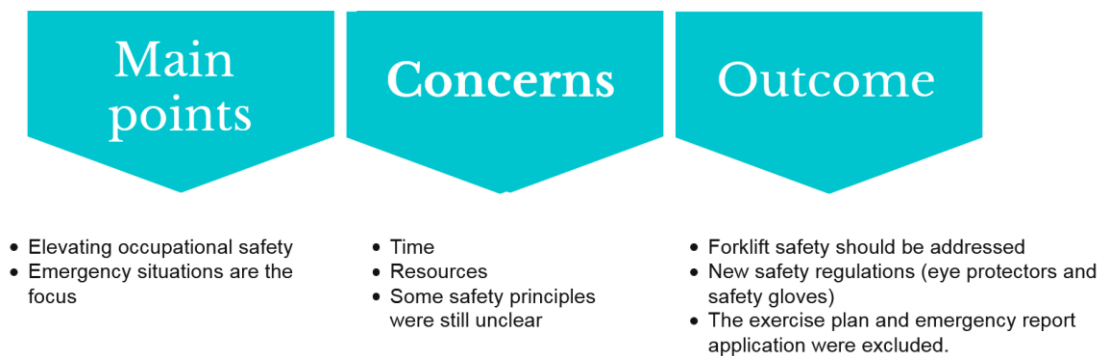 Main
points
Concerns
Outcome
• Elevating occupational safety
• Emergency situations are the
focus
• Time
• Resources
• Some safety principles
were still unclear
• Forklift safety should be addressed
• New safety regulations (eye protectors and
safety gloves)
• The exercise plan and emergency report
application were excluded.